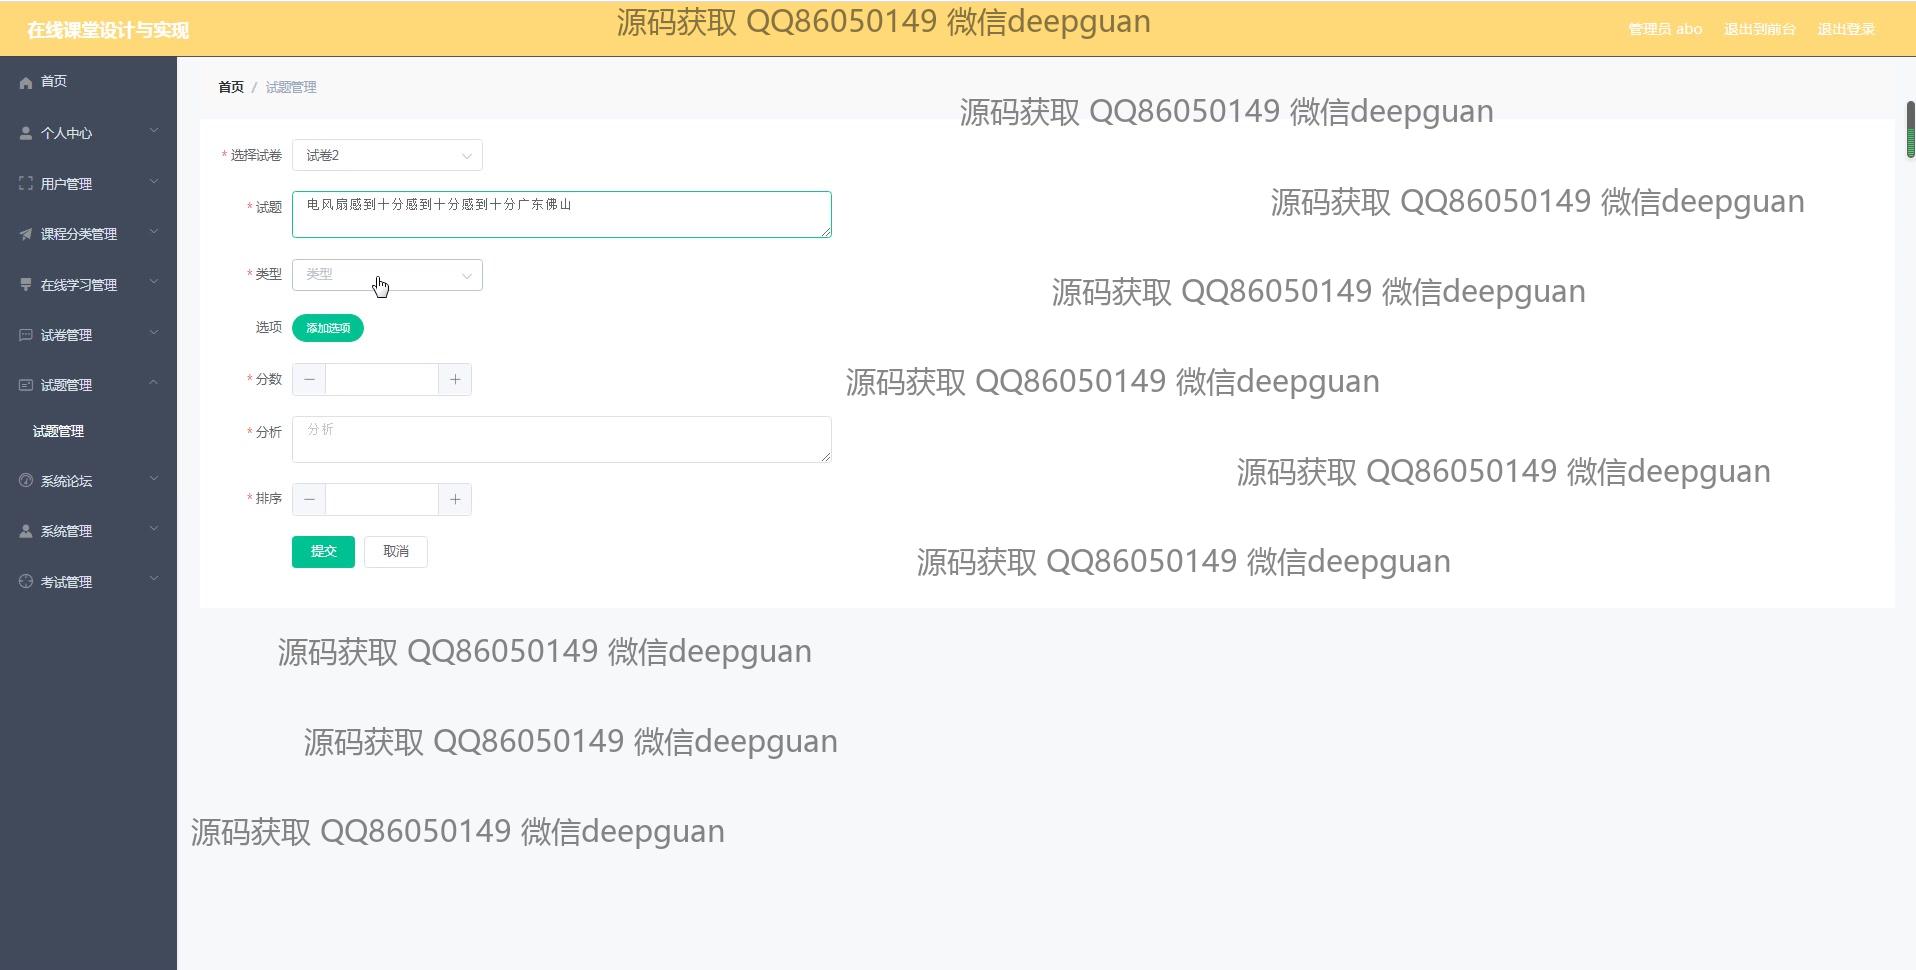 在线课堂设计与实现
源码获取 QQ86050149 微信deepguan
管理员 abo 退出到前台 退出登录
首页
个人中心
用户管理
课程分类管理
在线学习管理
试卷管理
试题管理
试题管理
系统论坛
系统管理
考试管理
首页 / 试题管理
源码获取 QQ86050149 微信deepguan
* 选择试卷 试卷2
源码获取 QQ86050149 微信deepguan
* 试题 电风扇感到十分感到十分感到十分广东佛山
* 类型 类型
源码获取 QQ86050149 微信deepguan
选项 添加选项
* 分数
源码获取 QQ86050149 微信deepguan
* 分析 分析
源码获取 QQ86050149 微信deepguan
* 排序
提交 取消
源码获取 QQ86050149 微信deepguan
源码获取 QQ86050149 微信deepguan
源码获取 QQ86050149 微信deepguan
源码获取 QQ86050149 微信deepguan